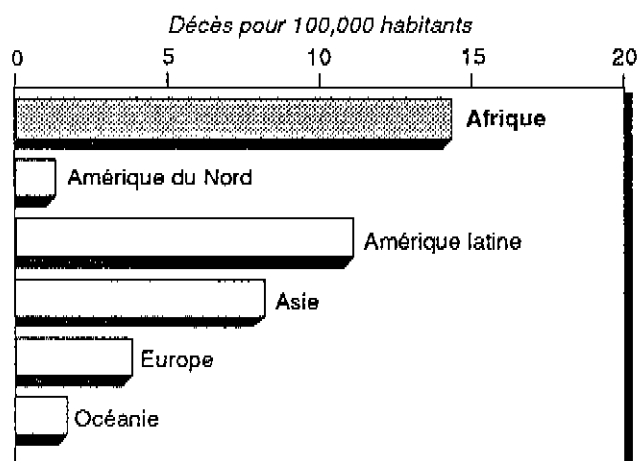 Décès pour 100,000 habitants
0 5 10 15 20
Afrique
Amérique du Nord
Amérique latine
Asie
Europe
Océanie